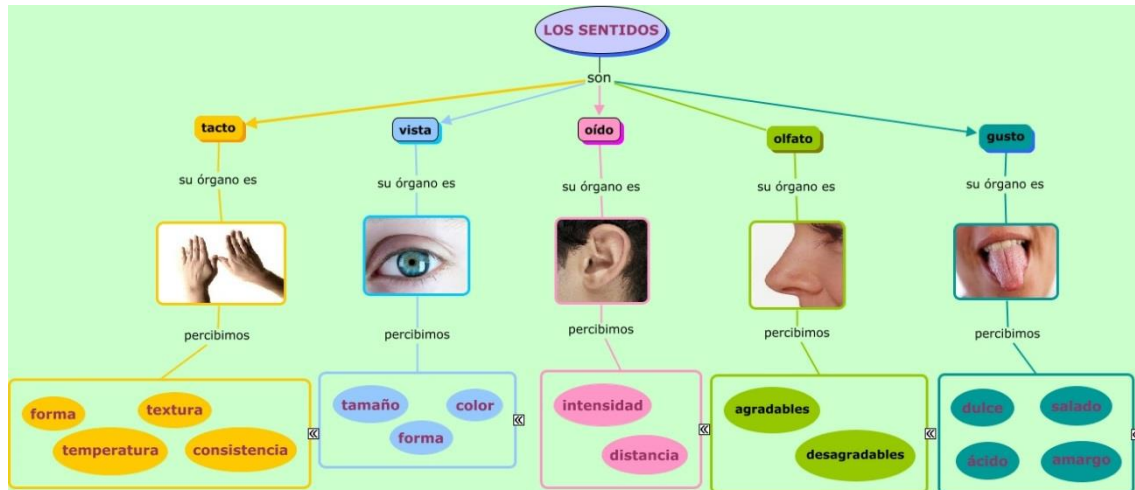 LOS SENTIDOS
son
tacto
vista
oído
olfato
gusto
su órgano es
su órgano es
su órgano es
su órgano es
su órgano es
percibimos
percibimos
percibimos
percibimos
percibimos
forma
textura
temperatura
consistencia
tamaño
color
forma
intensidad
distancia
agradables
desagradables
dulce
salado
ácido
amargo